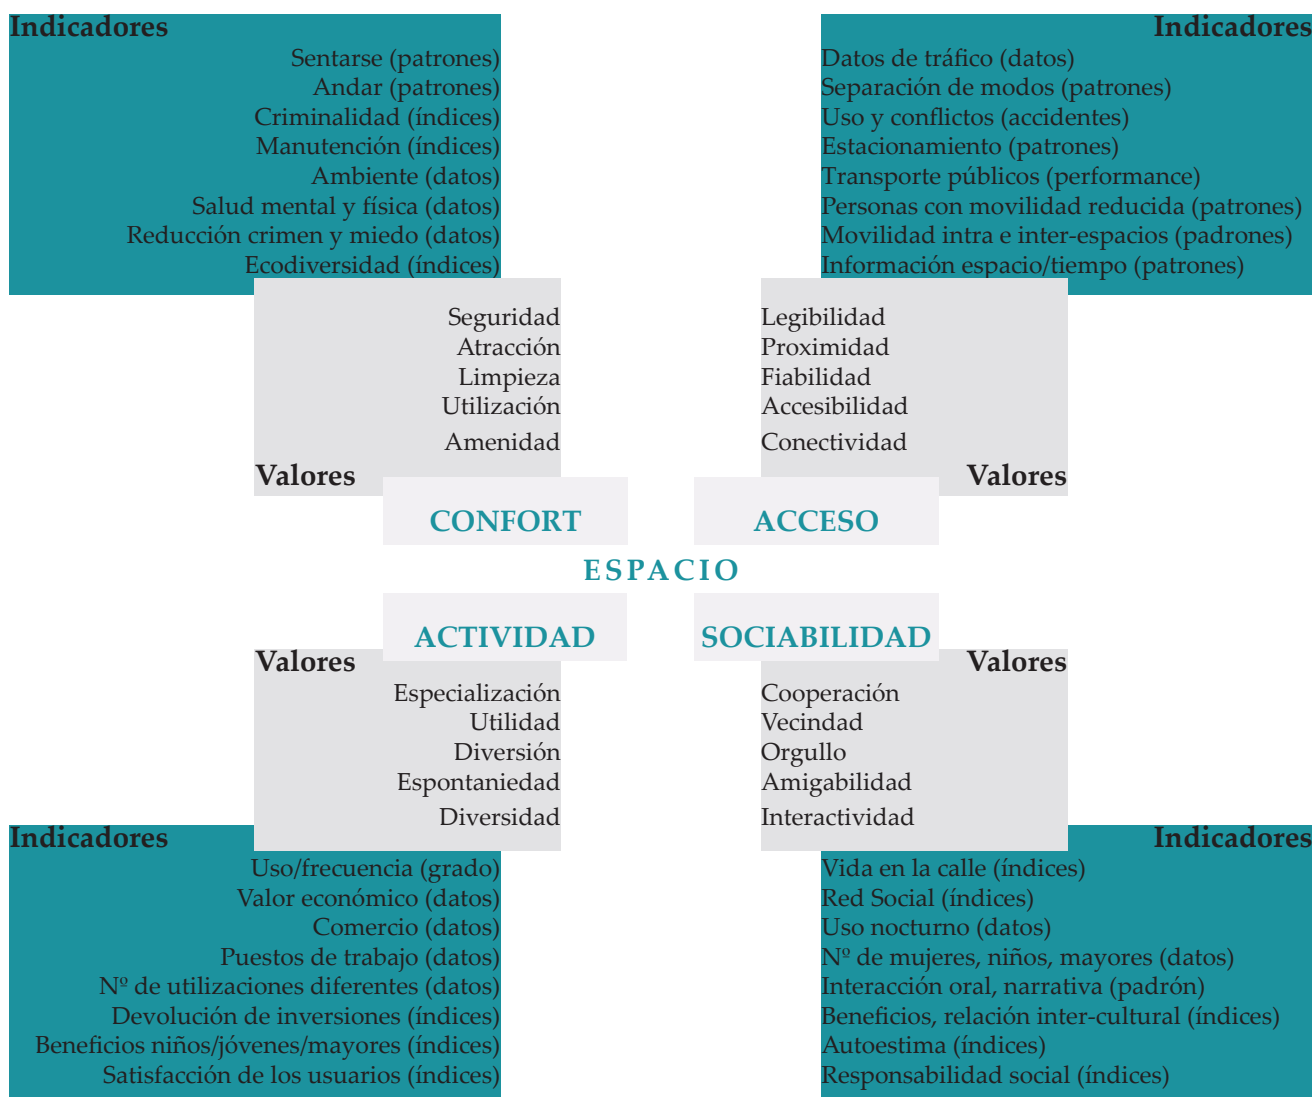 Indicadores
Sentarse (patrones)
Andar (patrones)
Criminalidad (índices)
Manutención (índices)
Ambiente (datos)
Salud mental y física (datos)
Reducción crimen y miedo (datos)
Ecodiversidad (índices)
Seguridad
Atracción
Limpieza
Utilización
Amenidad
Valores
CONFORT
Indicadores
Datos de tráfico (datos)
Separación de modos (patrones)
Uso y conflictos (accidentes)
Estacionamiento (patrones)
Transporte públicos (performance)
Personas con movilidad reducida (patrones)
Movilidad intra e inter-espacios (padrones)
Información espacio/tiempo (patrones)
Legibilidad
Proximidad
Fiabilidad
Accesibilidad
Conectividad
Valores
ACCESO
ESPACIO
ACTIVIDAD
Valores
Especialización
Utilidad
Diversión
Espontaniedad
Diversidad
Indicadores
Uso/frecuencia (grado)
Valor económico (datos)
Comercio (datos)
Puestos de trabajo (datos)
Nº de utilizaciones diferentes (datos)
Devolución de inversiones (índices)
Beneficios niños/jóvenes/mayores (índices)
Satisfacción de los usuarios (índices)
SOCIABILIDAD
Valores
Cooperación
Vecindad
Orgullo
Amigabilidad
Interactividad
Indicadores
Vida en la calle (índices)
Red Social (índices)
Uso nocturno (datos)
Nº de mujeres, niños, mayores (datos)
Interacción oral, narrativa (padrón)
Beneficios, relación inter-cultural (índices)
Autoestima (índices)
Responsabilidad social (índices)